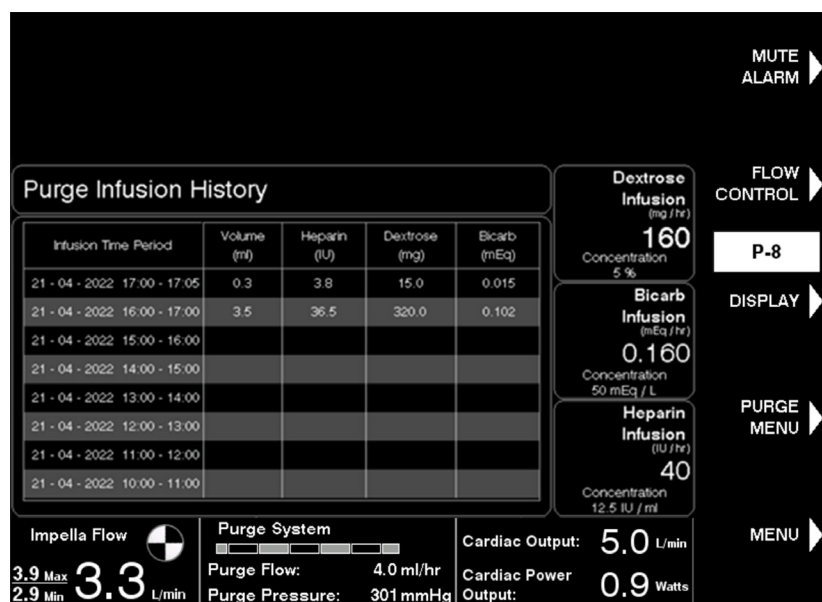 MUTE
ALARM
Purge Infusion History
Infusion Time Period Volume (ml) Heparin (IU) Dextrose (mg) Bicarb (mEq)
21 - 04 - 2022 17:00 - 17:05 0.3 3.8 15.0 0.015
21 - 04 - 2022 16:00 - 17:00 3.5 36.5 320.0 0.102
21 - 04 - 2022 15:00 - 16:00
21 - 04 - 2022 14:00 - 15:00
21 - 04 - 2022 13:00 - 14:00
21 - 04 - 2022 12:00 - 13:00
21 - 04 - 2022 11:00 - 12:00
21 - 04 - 2022 10:00 - 11:00
Dextrose
Infusion
(mg / hr)
160
Concentration
5 %
Bicarb
Infusion
(mEq / hr)
0.160
Concentration
50 mEq / L
Heparin
Infusion
(IU / hr)
40
Concentration
12.5 IU / ml
FLOW
CONTROL
P-8
DISPLAY
PURGE
MENU
MENU
Impella Flow
3.9 Max
2.9 Min
3.3 L/min
Purge System
Purge Flow: 4.0 ml/hr
Purge Pressure: 301 mmHg
Cardiac Output: 5.0 L/min
Cardiac Power
Output: 0.9 Watts